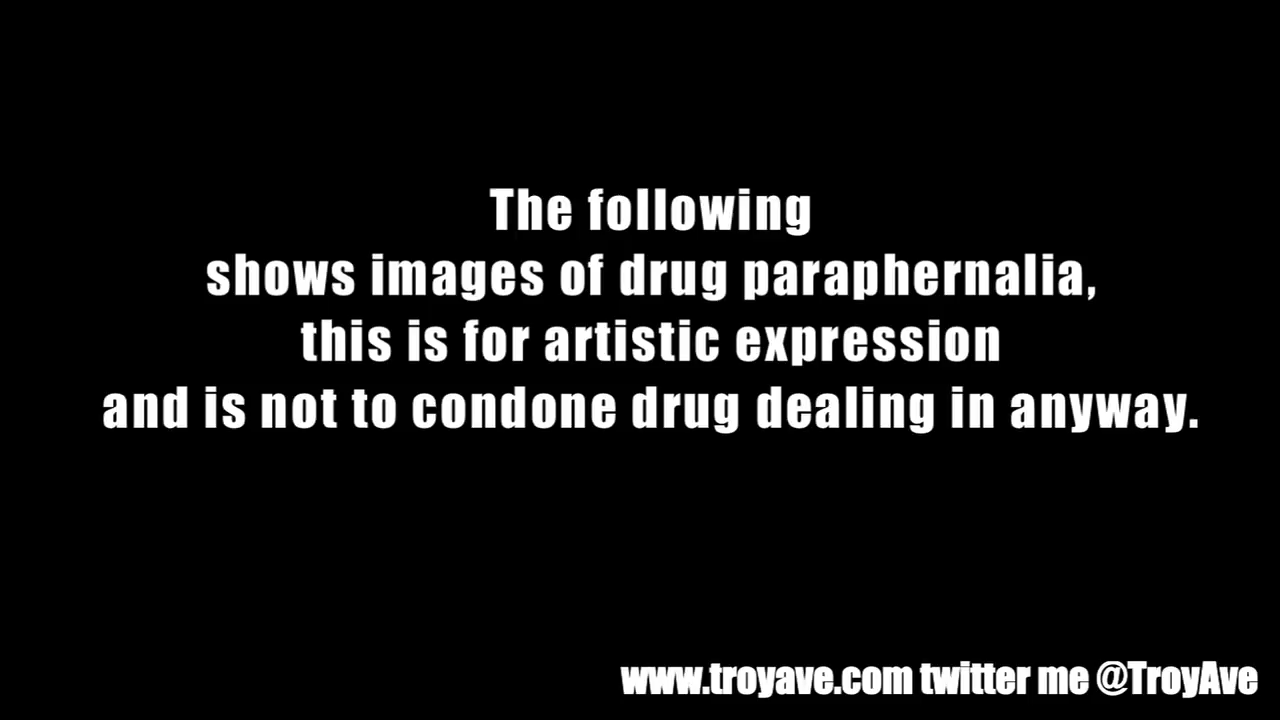 The following
shows images of drug paraphernalia,
this is for artistic expression
and is not to condone drug dealing in anyway.
www.troyave.com twitter me @TroyAve